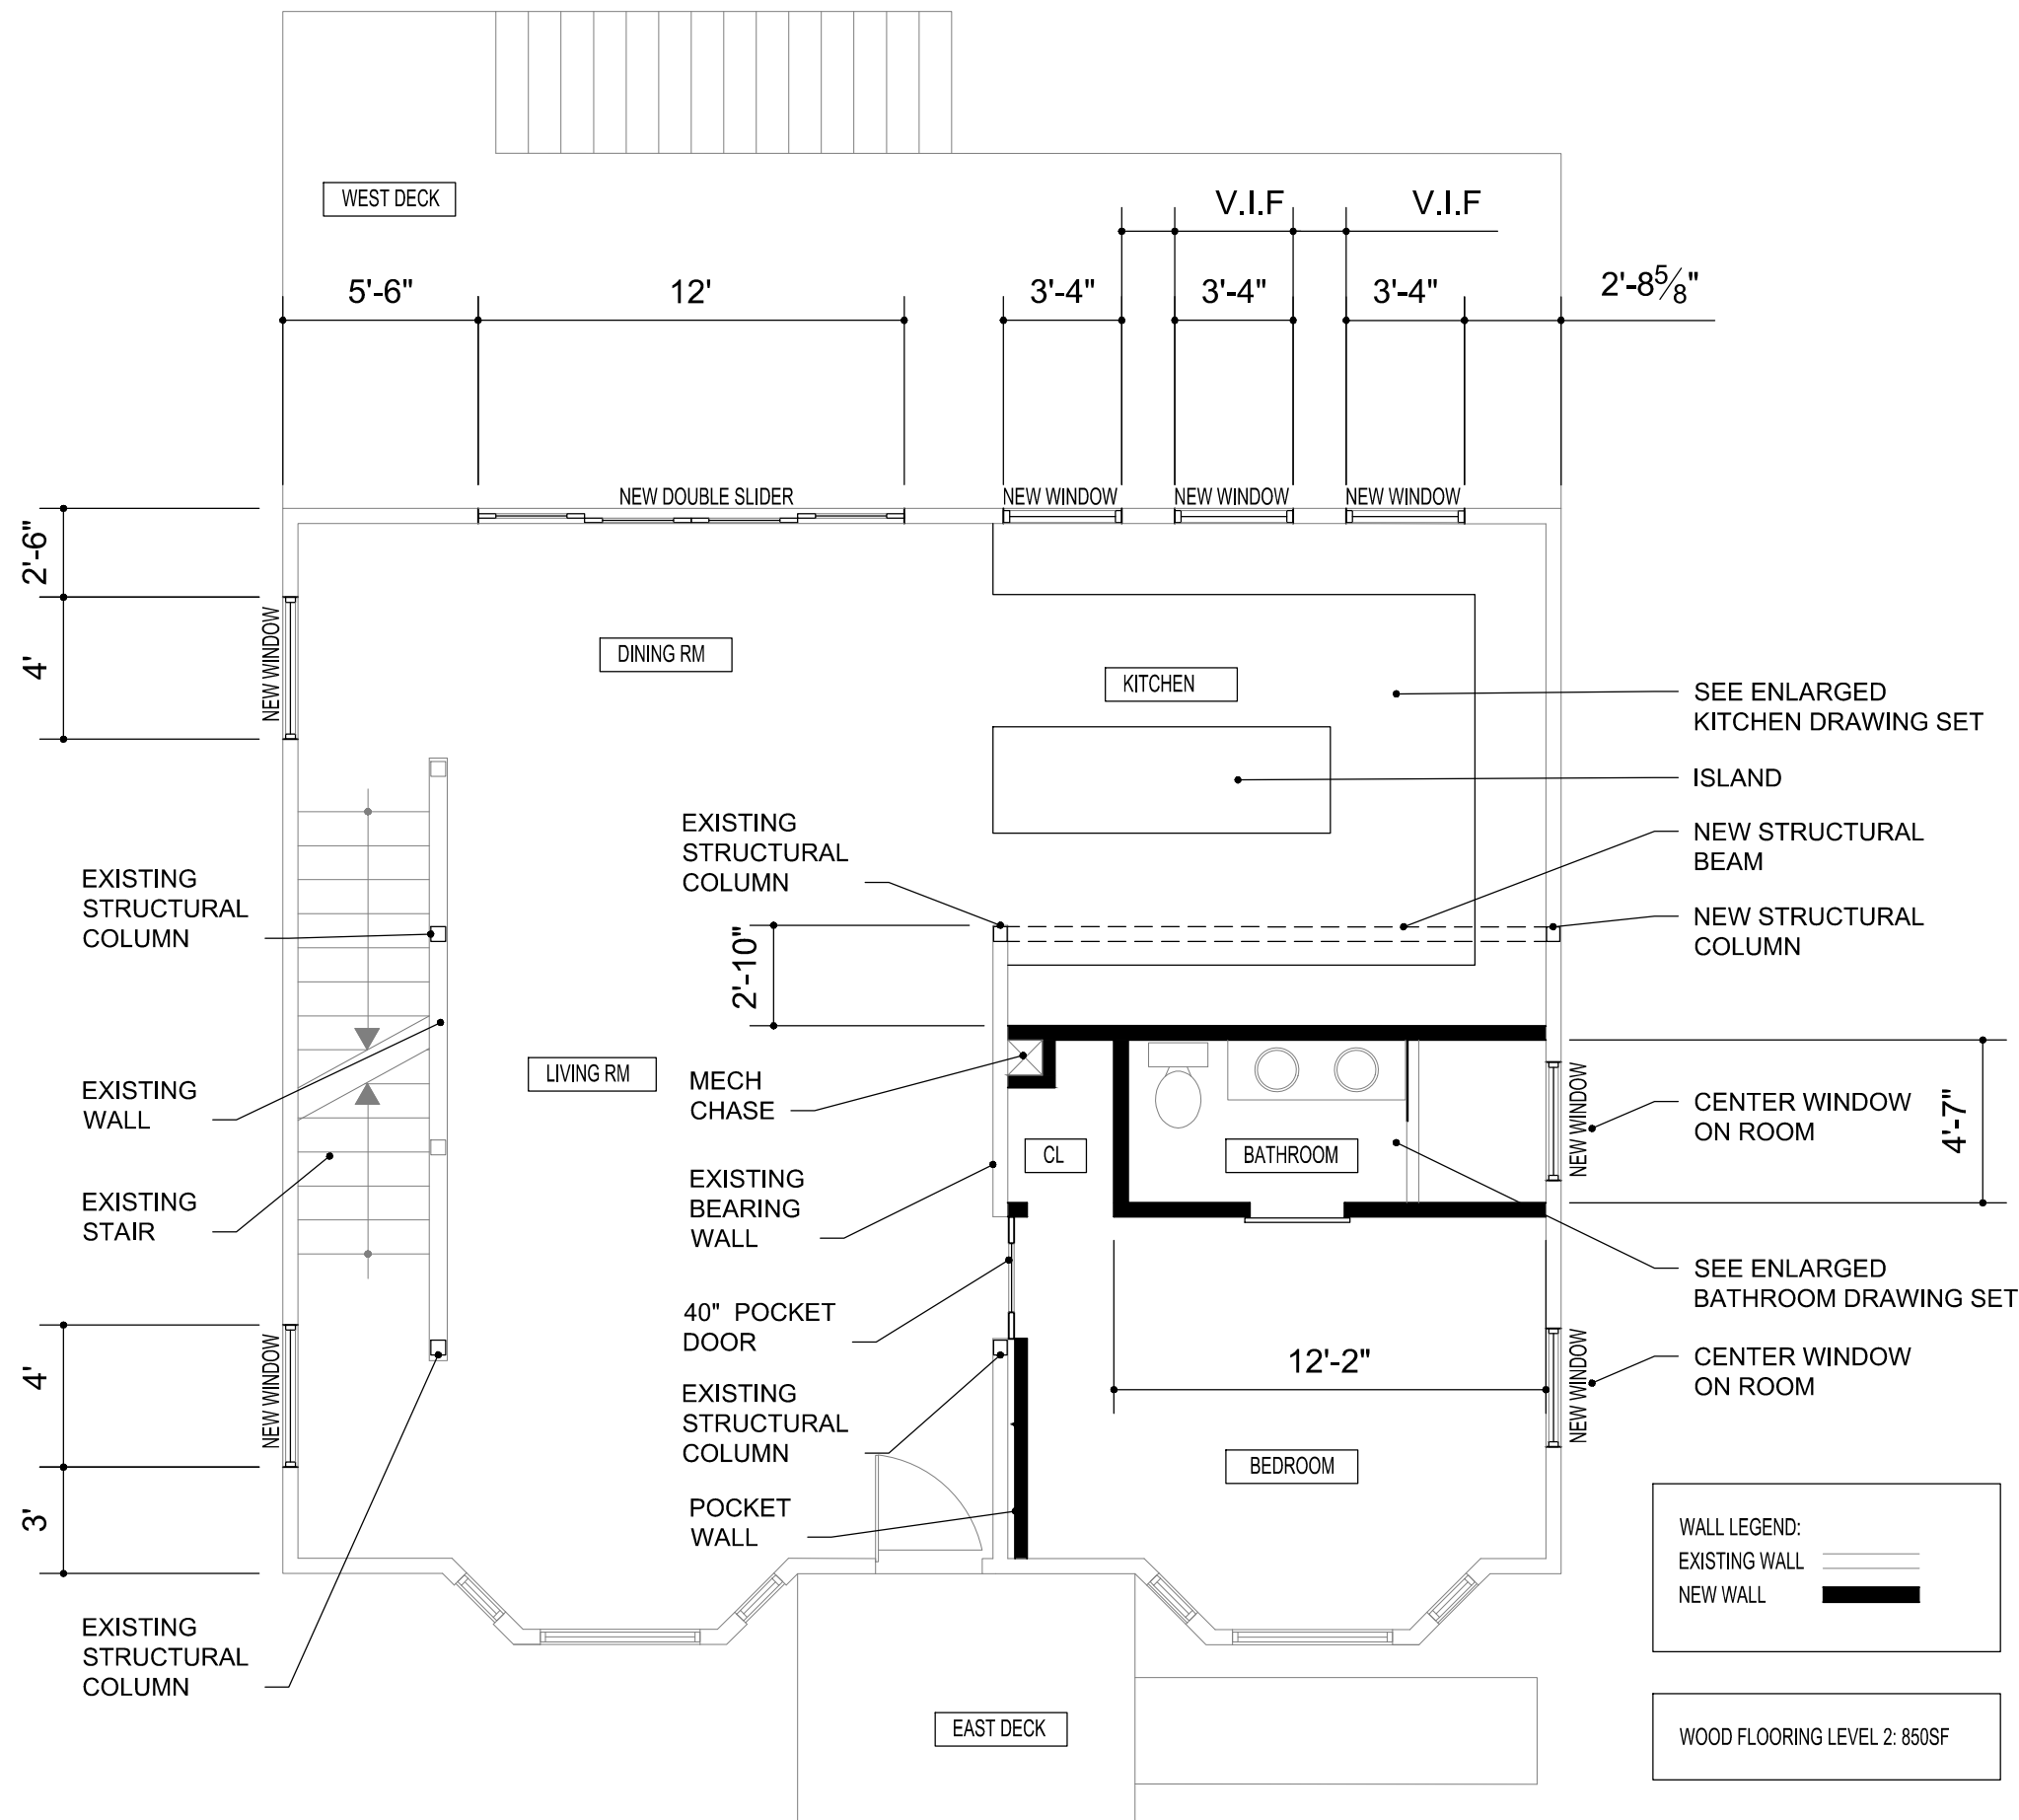 WEST DECK
V.I.F
V.I.F
5'-6"
12'
3'-4"
3'-4"
3'-4"
2'-8 5/8"
NEW DOUBLE SLIDER
NEW WINDOW
NEW WINDOW
NEW WINDOW
2'-6"
4'
NEW WINDOW
DINING RM
KITCHEN
SEE ENLARGED
KITCHEN DRAWING SET
ISLAND
EXISTING
STRUCTURAL
COLUMN
NEW STRUCTURAL
BEAM
EXISTING
STRUCTURAL
COLUMN
NEW STRUCTURAL
COLUMN
2'-10"
LIVING RM
MECH
CHASE
EXISTING
WALL
CL
BATHROOM
NEW WINDOW
CENTER WINDOW
ON ROOM
4'-7"
EXISTING
BEARING
WALL
EXISTING
STAIR
SEE ENLARGED
BATHROOM DRAWING SET
40" POCKET
DOOR
4'
NEW WINDOW
12'-2"
NEW WINDOW
CENTER WINDOW
ON ROOM
EXISTING
STRUCTURAL
COLUMN
BEDROOM
3'
POCKET
WALL
WALL LEGEND:
EXISTING WALL
NEW WALL
EXISTING
STRUCTURAL
COLUMN
EAST DECK
WOOD FLOORING LEVEL 2: 850SF